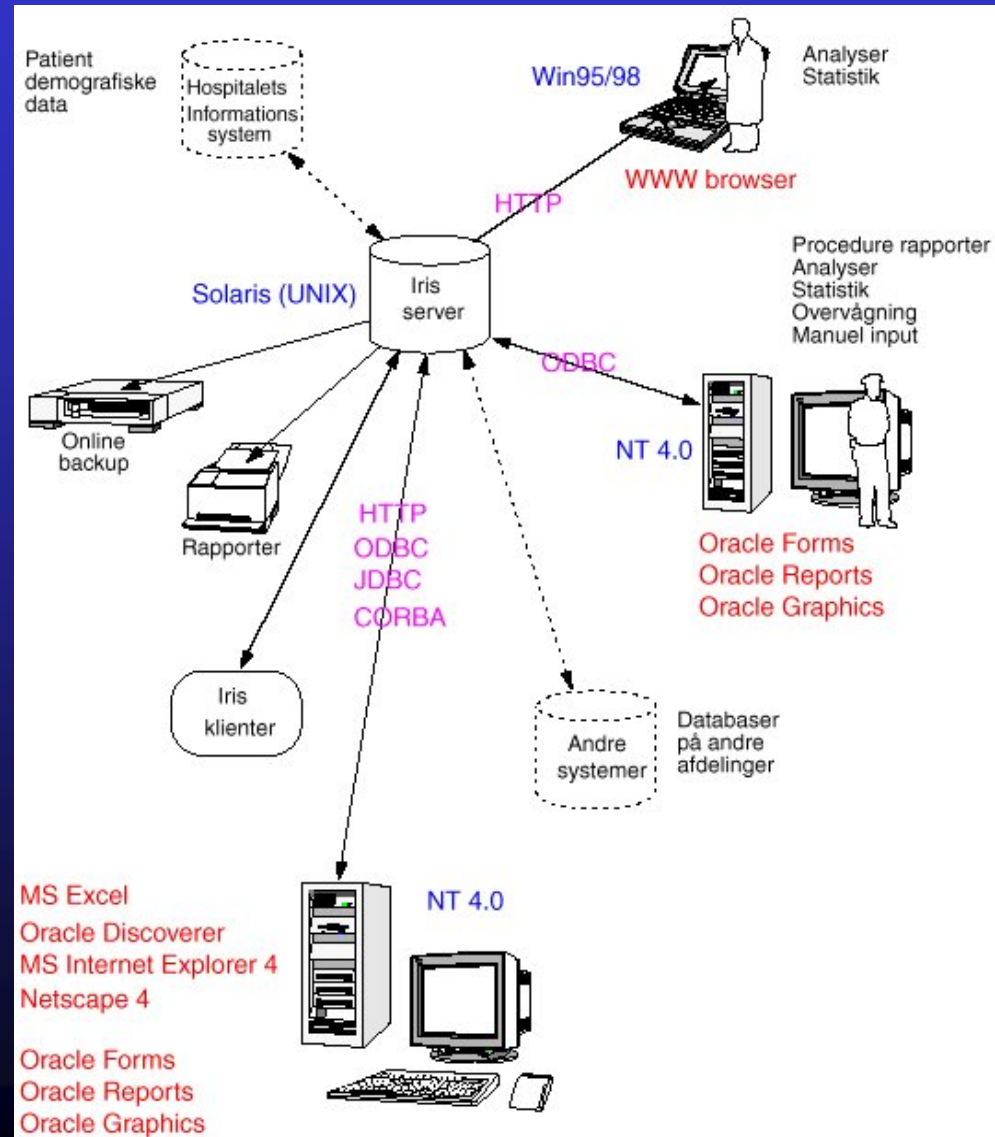 Patient
demografiske
data
Hospitalets
Informations
system
Win95/98
Analyser
Statistik
WWW browser
HTTP
Solaris (UNIX)
Iris
server
Procedure rapporter
Analyser
Statistik
Overvågning
Manuel input
ODBC
NT 4.0
Online
backup
Rapporter
Oracle Forms
Oracle Reports
Oracle Graphics
HTTP
ODBC
JDBC
CORBA
Iris
klienter
Andre
systemer
Databaser
på andre
afdelinger
MS Excel
Oracle Discoverer
MS Internet Explorer 4
Netscape 4
Oracle Forms
Oracle Reports
Oracle Graphics
NT 4.0